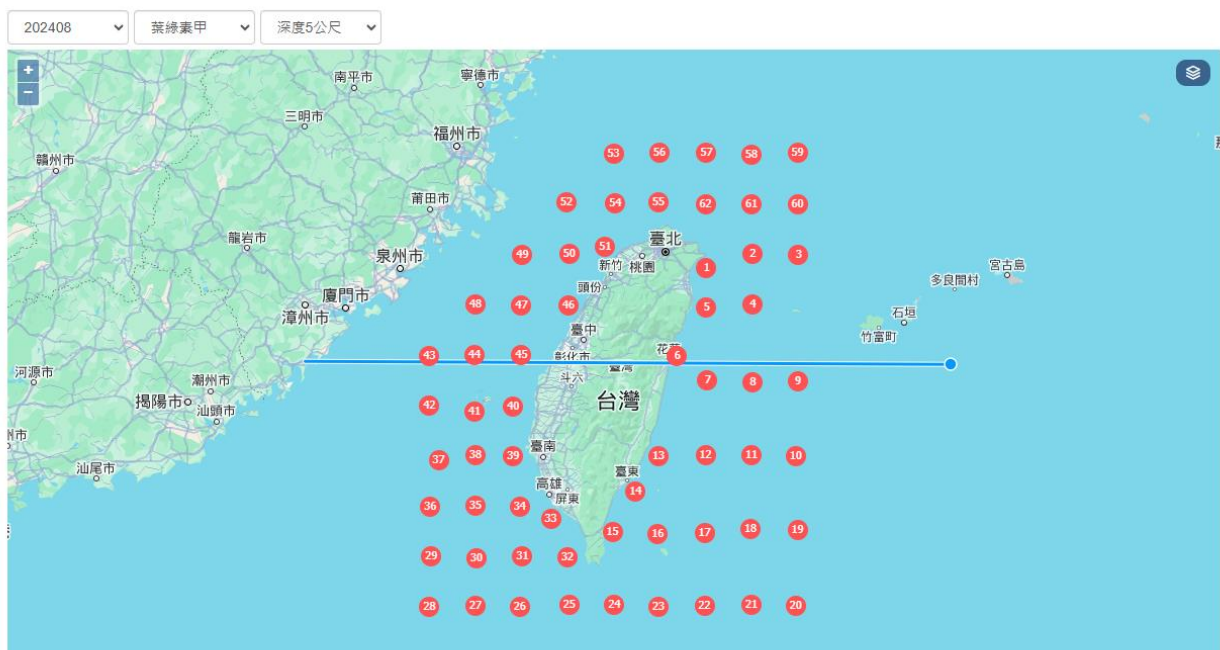 202408 葉綠素甲 深度5公尺
+
−
南平市
寧德市
三明市
福州市
贛州市
53 56 57 58 59
莆田市
52 54 55 62 61 60
龍岩市
泉州市
臺北
49 50 51 2 3
新竹 桃園 1
宮古島
多良間村
廈門市
頭份
48 47 46 5 4
漳州市
石垣
臺中
竹富町
43 44 45 彰化市 花 6
河源市
臺灣
斗六
潮州市
7 8 9
揭陽市
汕頭市
42 41 40 台灣
州市
臺南
37 38 39 13 12 11 10
汕尾市
臺東
高雄
屏東 14
36 35 34
33
15 16 17 18 19
29 30 31 32
28 27 26 25 24 23 22 21 20